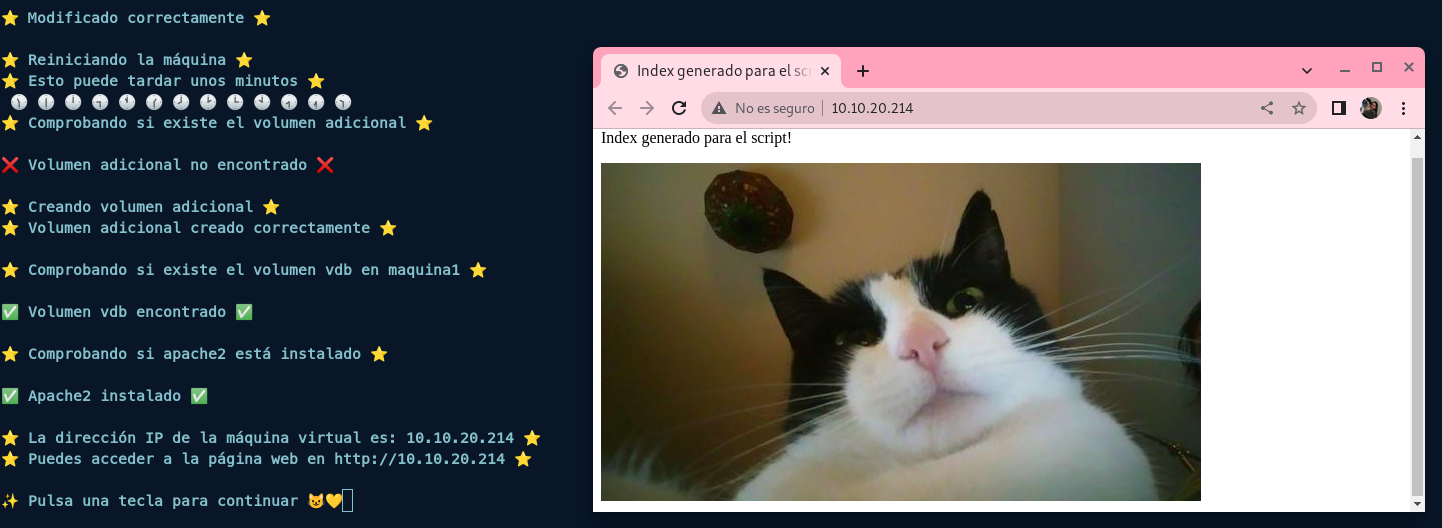 ⭐ Modificado correctamente ⭐
⭐ Reiniciando la máquina ⭐
⭐ Esto puede tardar unos minutos ⭐
⭐ Comprobando si existe el volumen adicional ⭐
❌ Volumen adicional no encontrado ❌
⭐ Creando volumen adicional ⭐
⭐ Volumen adicional creado correctamente ⭐
⭐ Comprobando si existe el volumen vdb en maquina1 ⭐
✅ Volumen vdb encontrado ✅
⭐ Comprobando si apache2 está instalado ⭐
✅ Apache2 instalado ✅
⭐ La dirección IP de la máquina virtual es: 10.10.20.214 ⭐
⭐ Puedes acceder a la página web en http://10.10.20.214 ⭐
✨ Pulsa una tecla para continuar 😼💛
Index generado para el scr
No es seguro | 10.10.20.214
Index generado para el script!